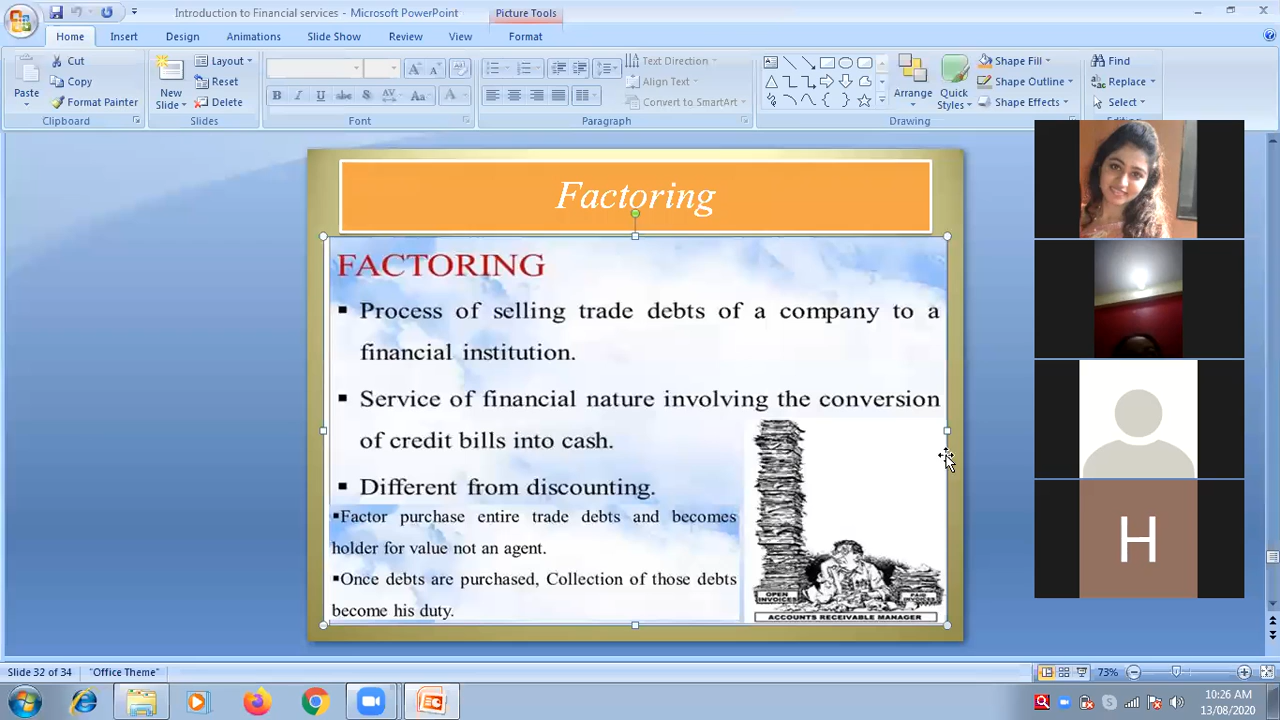 Introduction to Financial services - Microsoft PowerPoint
Picture Tools
Home
Insert
Design
Animations
Slide Show
Review
View
Format
Paste
Cut
Copy
Format Painter
Clipboard
New Slide
Layout
Reset
Delete
Slides
B I U abc S AV Aa A
Font
Text Direction
Align Text
Convert to SmartArt
Paragraph
Arrange
Quick Styles
Shape Fill
Shape Outline
Shape Effects
Drawing
Find
Replace
Select
Factoring
FACTORING
▪ Process of selling trade debts of a company to a
financial institution.
▪ Service of financial nature involving the conversion
of credit bills into cash.
▪ Different from discounting.
▪Factor purchase entire trade debts and becomes
holder for value not an agent.
▪Once debts are purchased, Collection of those debts
become his duty.
OPEN INVOICES
PAID INVOICES
ACCOUNTS RECEIVABLE MANAGER
H
Slide 32 of 34
"Office Theme"
73%
10:26 AM
13/08/2020